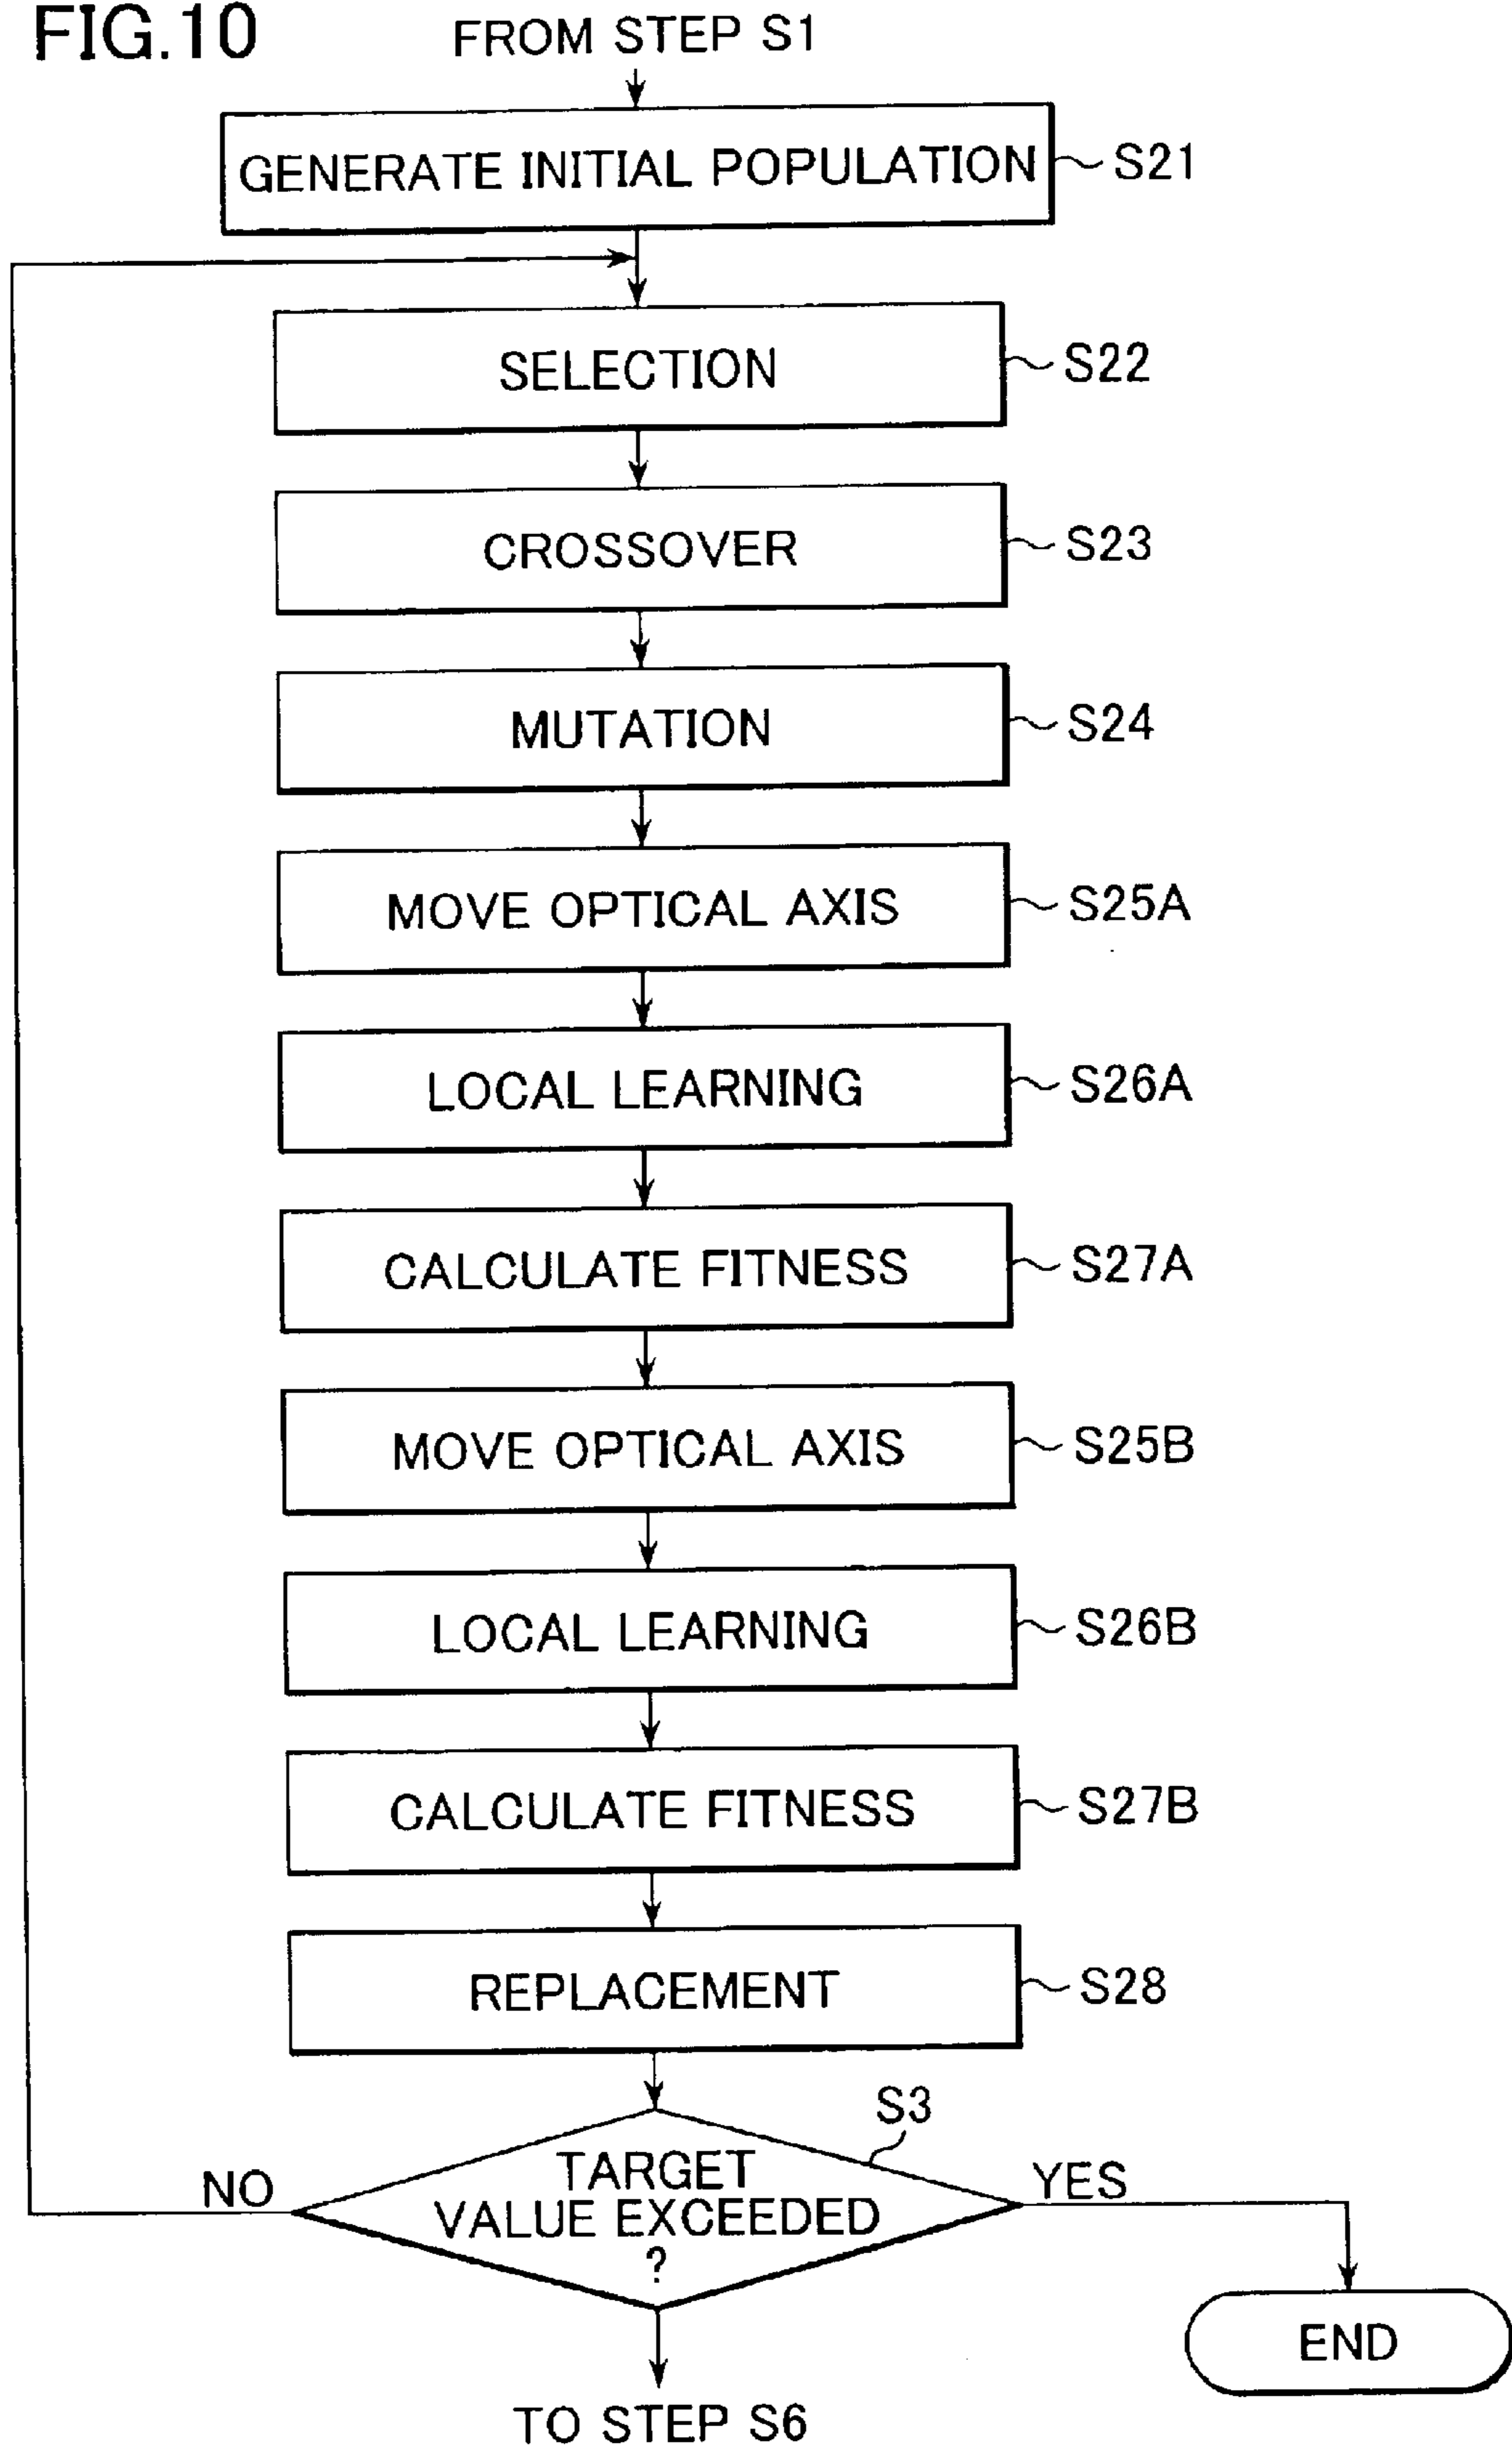 FIG.10
FROM STEP S1
GENERATE INITIAL POPULATION
S21
SELECTION
S22
CROSSOVER
S23
MUTATION
S24
MOVE OPTICAL AXIS
S25A
LOCAL LEARNING
S26A
CALCULATE FITNESS
S27A
MOVE OPTICAL AXIS
S25B
LOCAL LEARNING
S26B
CALCULATE FITNESS
S27B
REPLACEMENT
S28
S3
NO
TARGET
VALUE EXCEEDED
?
YES
END
TO STEP S6